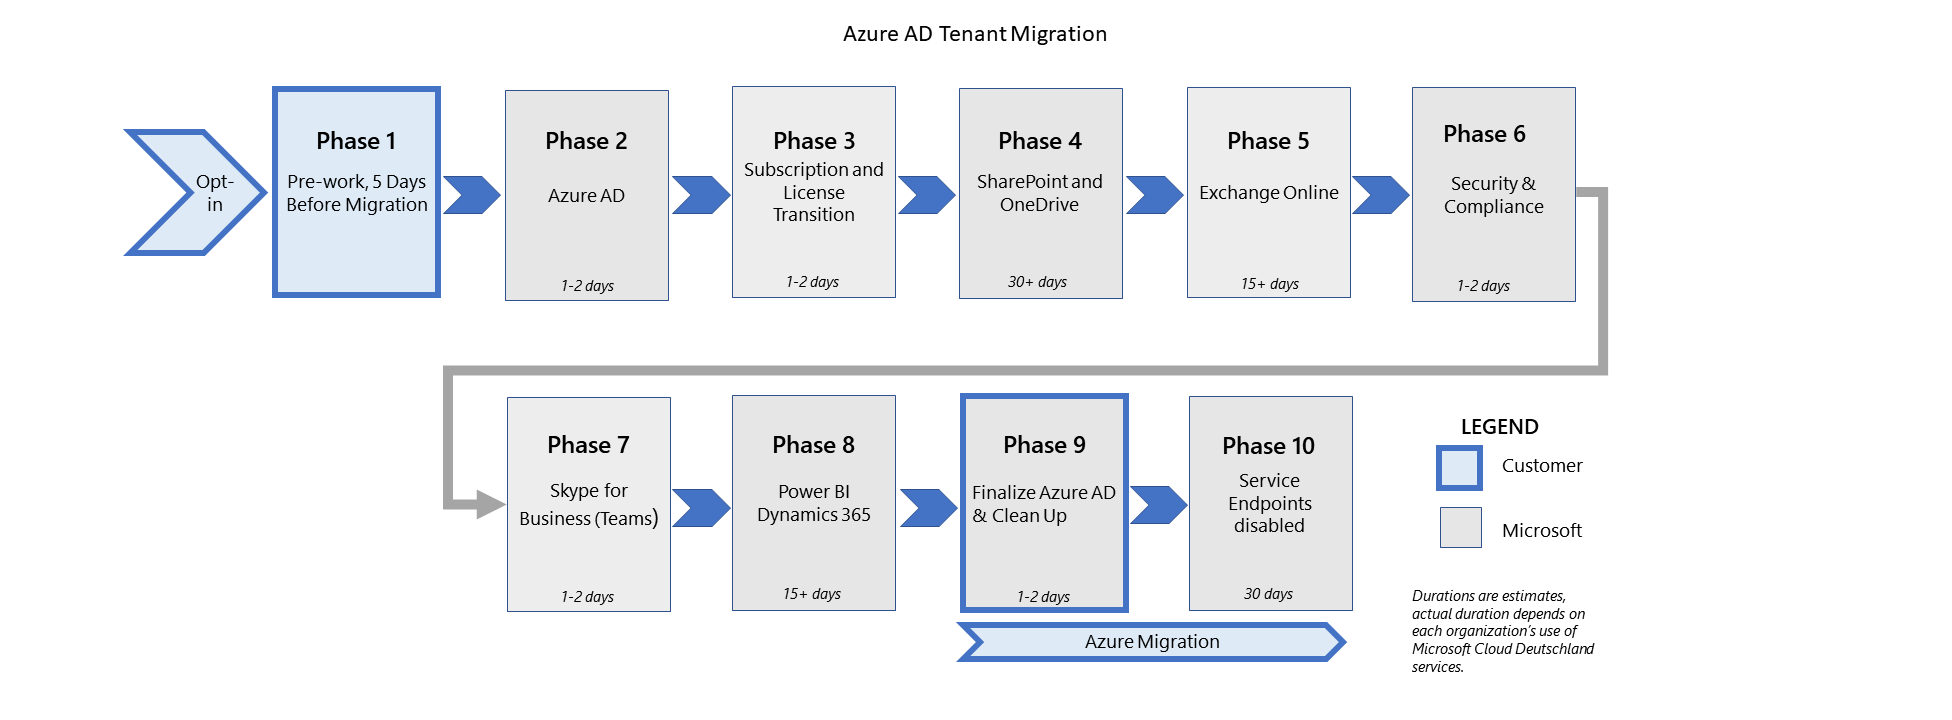 Azure AD Tenant Migration
Opt-
in
Phase 1
Pre-work, 5 Days
Before Migration
Phase 2
Azure AD
1-2 days
Phase 3
Subscription and
License
Transition
1-2 days
Phase 4
SharePoint and
OneDrive
30+ days
Phase 5
Exchange Online
15+ days
Phase 6
Security &
Compliance
1-2 days
Phase 7
Skype for
Business (Teams)
1-2 days
Phase 8
Power BI
Dynamics 365
15+ days
Phase 9
Finalize Azure AD
& Clean Up
1-2 days
Phase 10
Service
Endpoints
disabled
30 days
Azure Migration
LEGEND
Customer
Microsoft
Durations are estimates,
actual duration depends on
each organization's use of
Microsoft Cloud Deutschland
services.